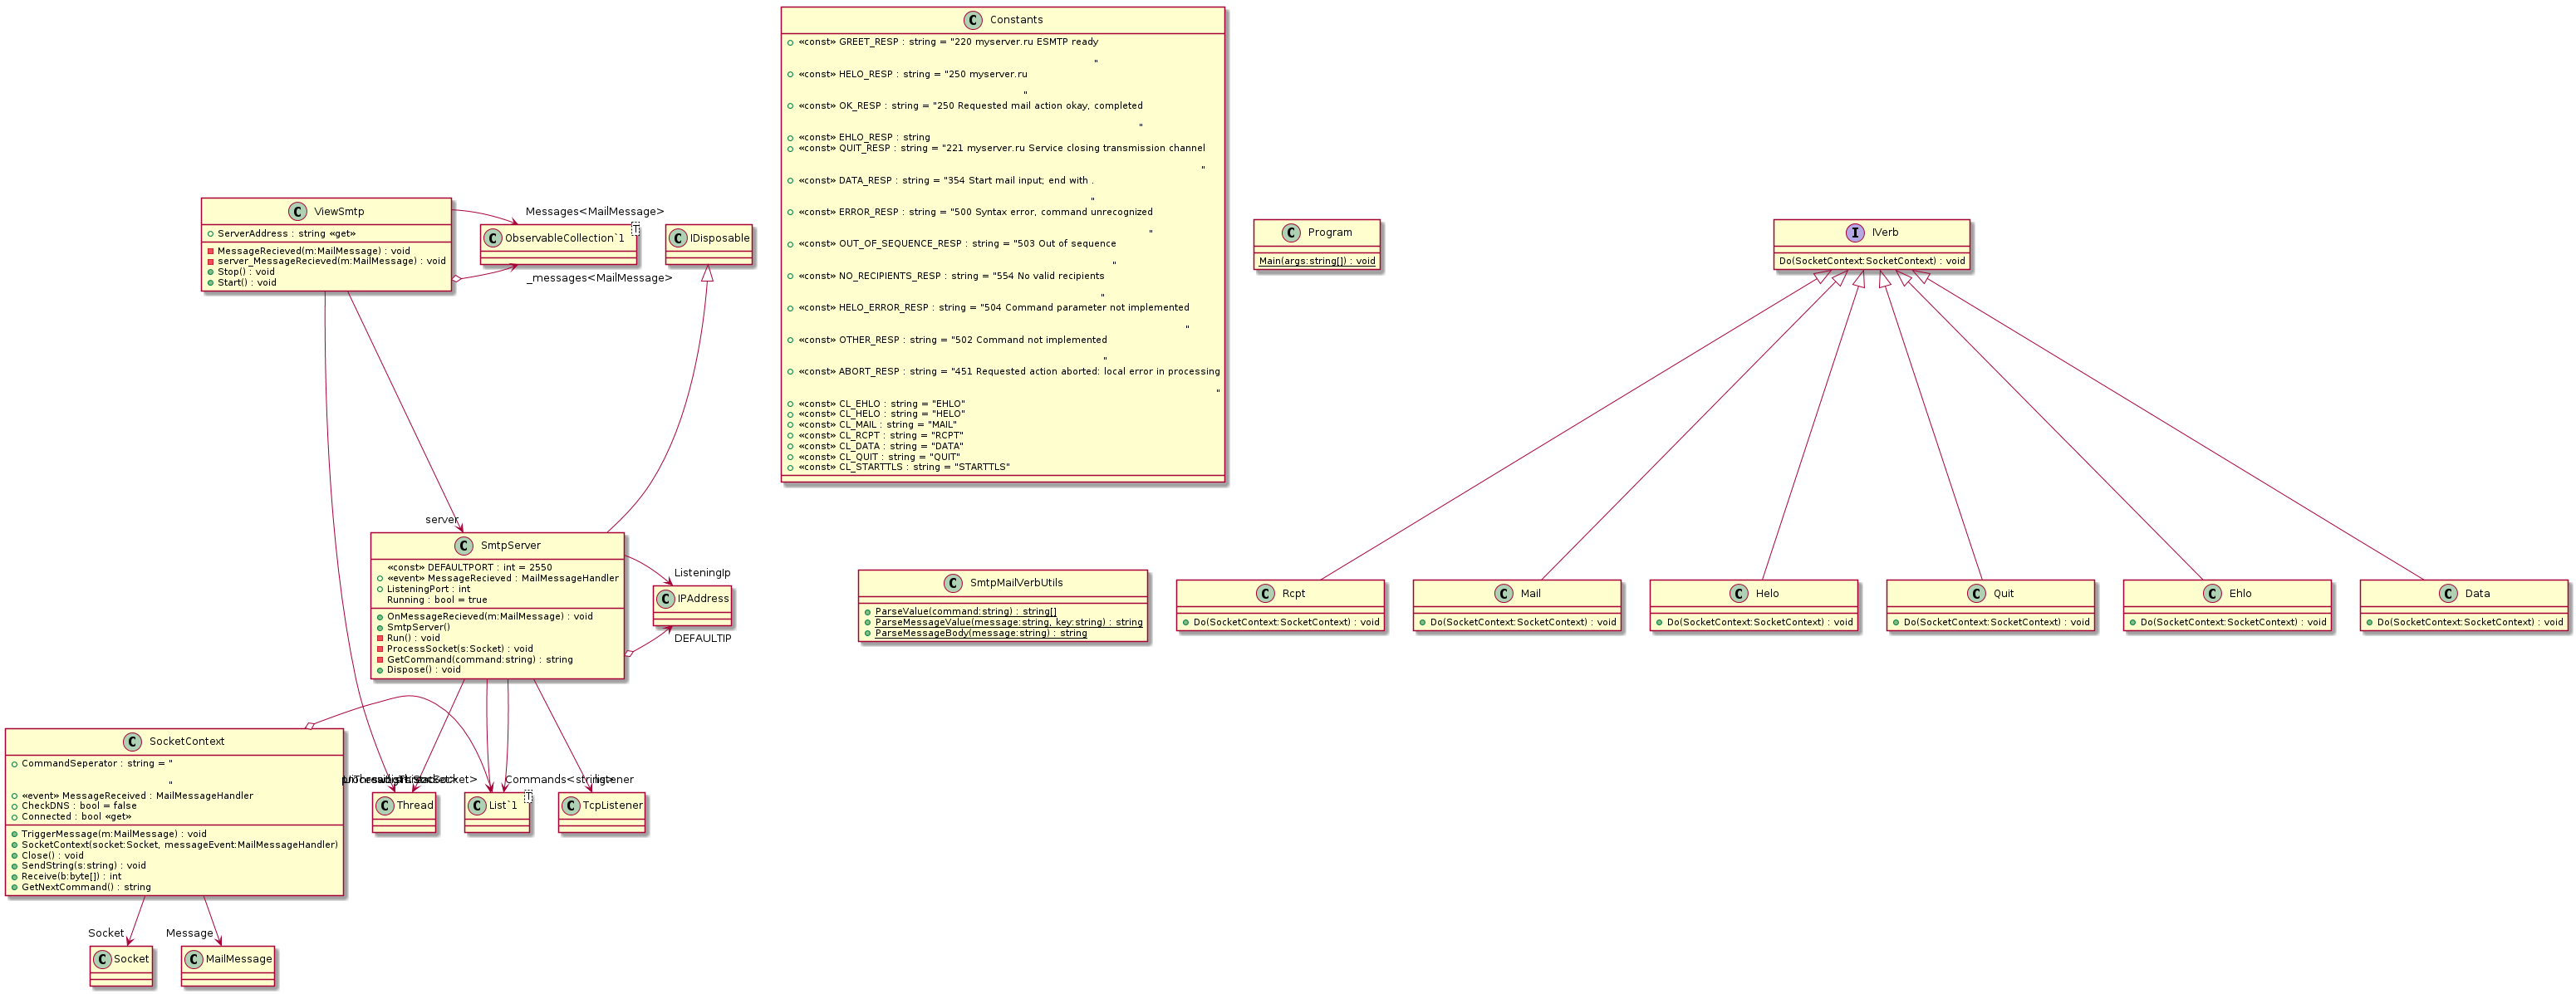 ViewSmtp
ServerAddress : string «get»
MessageRecieved(m:MailMessage) : void
server_MessageRecieved(m:MailMessage) : void
Stop() : void
Start() : void
Messages<MailMessage>
ObservableCollection`1
T
_messages<MailMessage>
IDisposable
Constants
«const» GREET_RESP : string = "220 myserver.ru ESMTP ready
"
«const» HELO_RESP : string = "250 myserver.ru
"
«const» OK_RESP : string = "250 Requested mail action okay, completed
"
«const» EHLO_RESP : string
«const» QUIT_RESP : string = "221 myserver.ru Service closing transmission channel
"
«const» DATA_RESP : string = "354 Start mail input; end with .
"
«const» ERROR_RESP : string = "500 Syntax error, command unrecognized
"
«const» OUT_OF_SEQUENCE_RESP : string = "503 Out of sequence
"
«const» NO_RECIPIENTS_RESP : string = "554 No valid recipients
"
«const» HELO_ERROR_RESP : string = "504 Command parameter not implemented
"
«const» OTHER_RESP : string = "502 Command not implemented
"
«const» ABORT_RESP : string = "451 Requested action aborted: local error in processing
"
«const» CL_EHLO : string = "EHLO"
«const» CL_HELO : string = "HELO"
«const» CL_MAIL : string = "MAIL"
«const» CL_RCPT : string = "RCPT"
«const» CL_DATA : string = "DATA"
«const» CL_QUIT : string = "QUIT"
«const» CL_STARTTLS : string = "STARTTLS"
Program
Main(args:string[]) : void
IVerb
Do(SocketContext:SocketContext) : void
server
SmtpServer
«const» DEFAULTPORT : int = 2550
«event» MessageRecieved : MailMessageHandler
ListeningPort : int
Running : bool = true
OnMessageRecieved(m:MailMessage) : void
SmtpServer()
Run() : void
ProcessSocket(s:Socket) : void
GetCommand(command:string) : string
Dispose() : void
ListeningIp
IPAddress
DEFAULTIP
SmtpMailVerbUtils
ParseValue(command:string) : string[]
ParseMessageValue(message:string, key:string) : string
ParseMessageBody(message:string) : string
Rcpt
Do(SocketContext:SocketContext) : void
Mail
Do(SocketContext:SocketContext) : void
Helo
Do(SocketContext:SocketContext) : void
Quit
Do(SocketContext:SocketContext) : void
Ehlo
Do(SocketContext:SocketContext) : void
Data
Do(SocketContext:SocketContext) : void
SocketContext
CommandSeperator : string = "
"
«event» MessageReceived : MailMessageHandler
CheckDNS : bool = false
Connected : bool «get»
TriggerMessage(m:MailMessage) : void
SocketContext(socket:Socket, messageEvent:MailMessageHandler)
Close() : void
SendString(s:string) : void
Receive(b:byte[]) : int
GetNextCommand() : string
Commands<string>
listener
Thread
List`1
T
TcpListener
Socket
Message
Socket
MailMessage